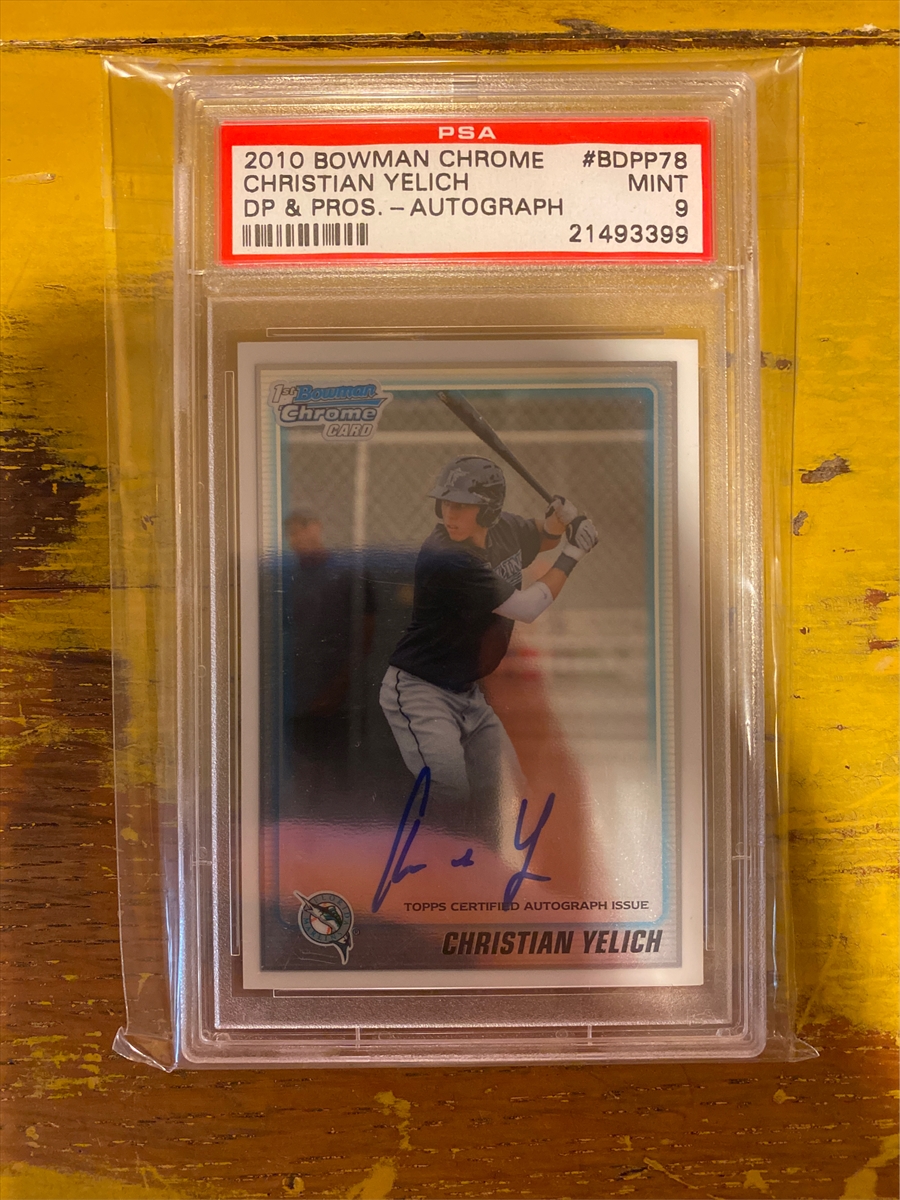 PSA
2010 BOWMAN CHROME #BDPP78
CHRISTIAN YELICH MINT
DP & PROS. – AUTOGRAPH 9
21493399
1st Bowman
Chrome
CARD
TOPPS CERTIFIED AUTOGRAPH ISSUE
CHRISTIAN YELICH